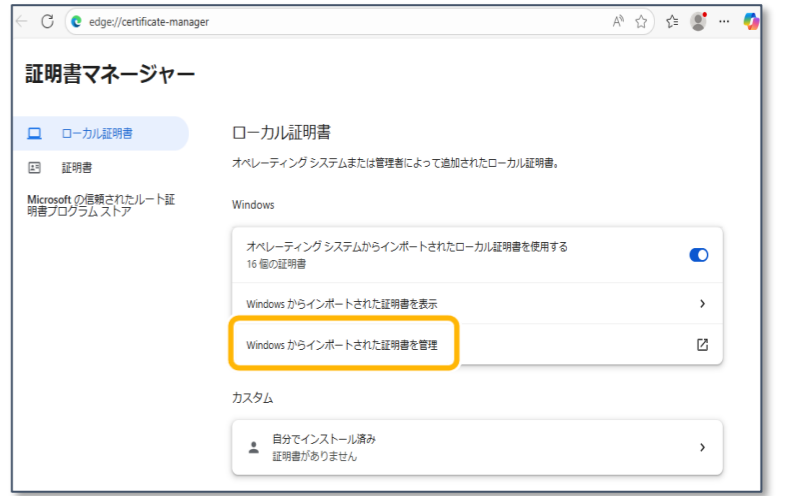 edge://certificate-manager
証明書マネージャー
ローカル証明書
証明書
Microsoft の信頼されたルート証
明書プログラム ストア
ローカル証明書
オペレーティング システムまたは管理者によって追加されたローカル証明書。
Windows
オペレーティング システムからインポートされたローカル証明書を使用する
16 個の証明書
Windows からインポートされた証明書を表示
Windows からインポートされた証明書を管理
カスタム
自分でインストール済み
証明書がありません